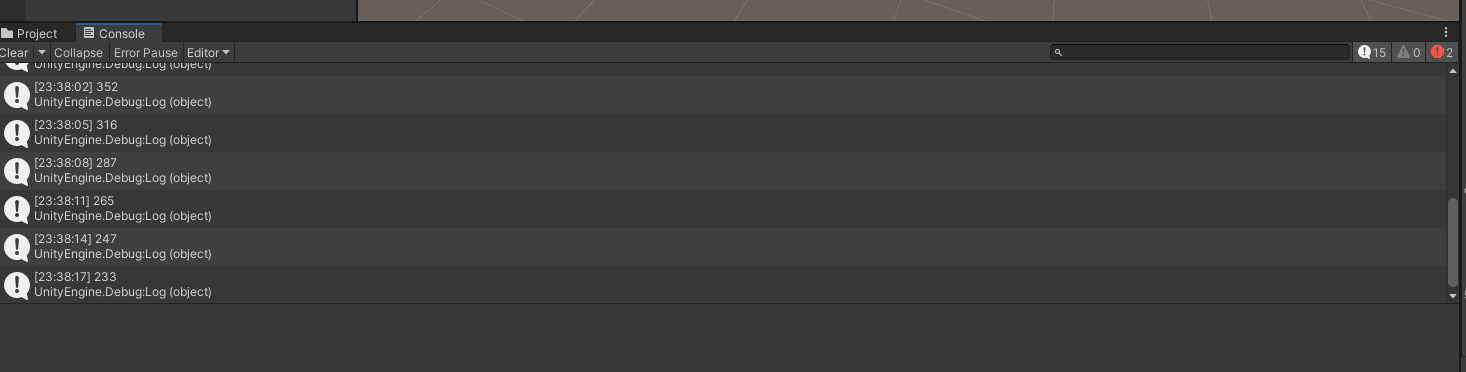 Project
Console
Clear
Collapse
Error Pause
Editor
15
0
2
UnityEngine.Debug:Log (object)
[23:38:02] 352
UnityEngine.Debug:Log (object)
[23:38:05] 316
UnityEngine.Debug:Log (object)
[23:38:08] 287
UnityEngine.Debug:Log (object)
[23:38:11] 265
UnityEngine.Debug:Log (object)
[23:38:14] 247
UnityEngine.Debug:Log (object)
[23:38:17] 233
UnityEngine.Debug:Log (object)